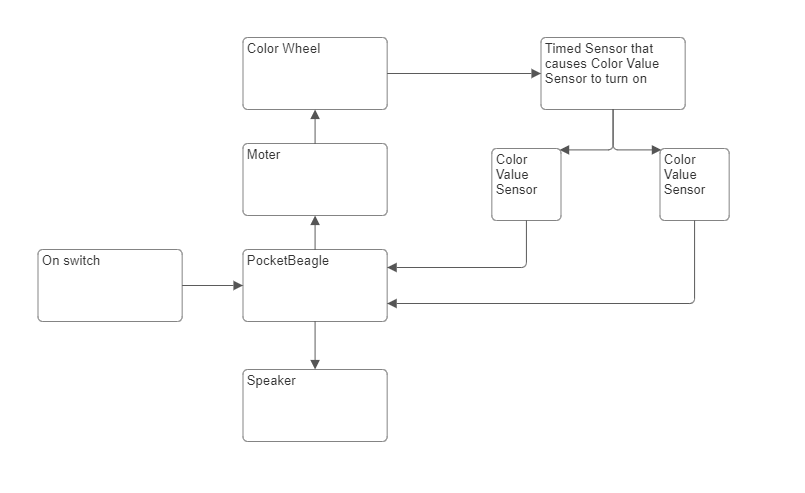 Color Wheel
Timed Sensor that
causes Color Value
Sensor to turn on
Moter
Color
Value
Sensor
Color
Value
Sensor
On switch
PocketBeagle
Speaker